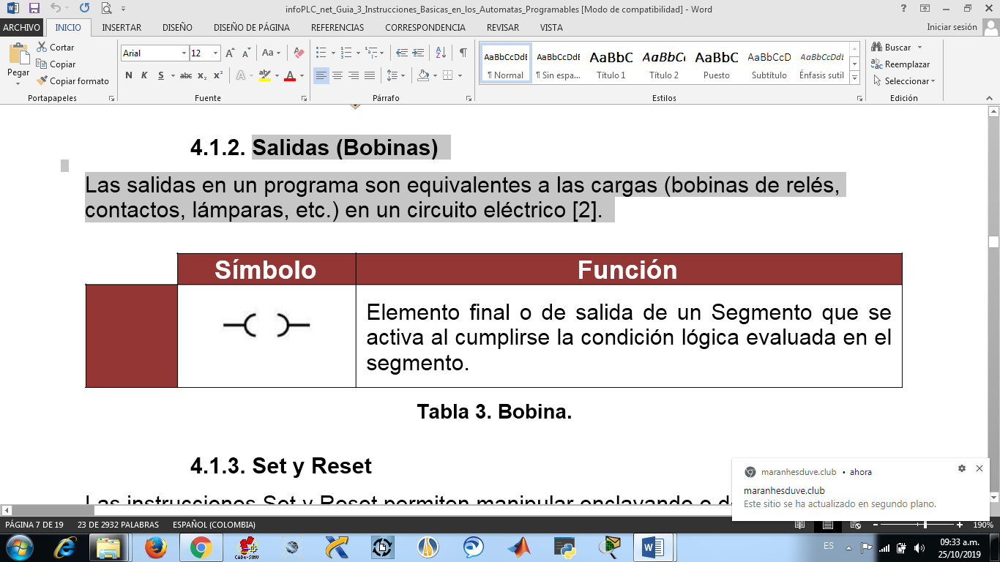 infoPLC_net_Guia_3_Instrucciones_Basicas_en_los_Automatas_Programables [Modo de compatibilidad] - Word
ARCHIVO INICIO INSERTAR DISEÑO DISEÑO DE PÁGINA REFERENCIAS CORRESPONDENCIA REVISAR VISTA Iniciar sesión
Pegar
Cortar
Copiar
Copiar formato
Portapapeles
Arial 12
N K S abc x₂ x²
Fuente
Párrafo
AaBbCcDdE AaBbCcDdE AaBbC AaBbCc AaBbC AaBbCcD AaBbCcDdE
¶ Normal ¶ Sin espa... Título 1 Título 2 Puesto Subtítulo Énfasis sutil
Estilos
Buscar
Reemplazar
Seleccionar
Edición
4.1.2. Salidas (Bobinas)
Las salidas en un programa son equivalentes a las cargas (bobinas de relés,
contactos, lámparas, etc.) en un circuito eléctrico [2].
Símbolo Función
Elemento final o de salida de un Segmento que se
activa al cumplirse la condición lógica evaluada en el
segmento.
Tabla 3. Bobina.
4.1.3. Set y Reset
Las instrucciones Set y Reset permiten manipular enclavando o
maranhesduve.club • ahora
maranhesduve.club
Este sitio se ha actualizado en segundo plano.
PÁGINA 7 DE 19 23 DE 2932 PALABRAS ESPAÑOL (COLOMBIA) 190%
CADe-SIMU
ES
09:33 a.m.
25/10/2019